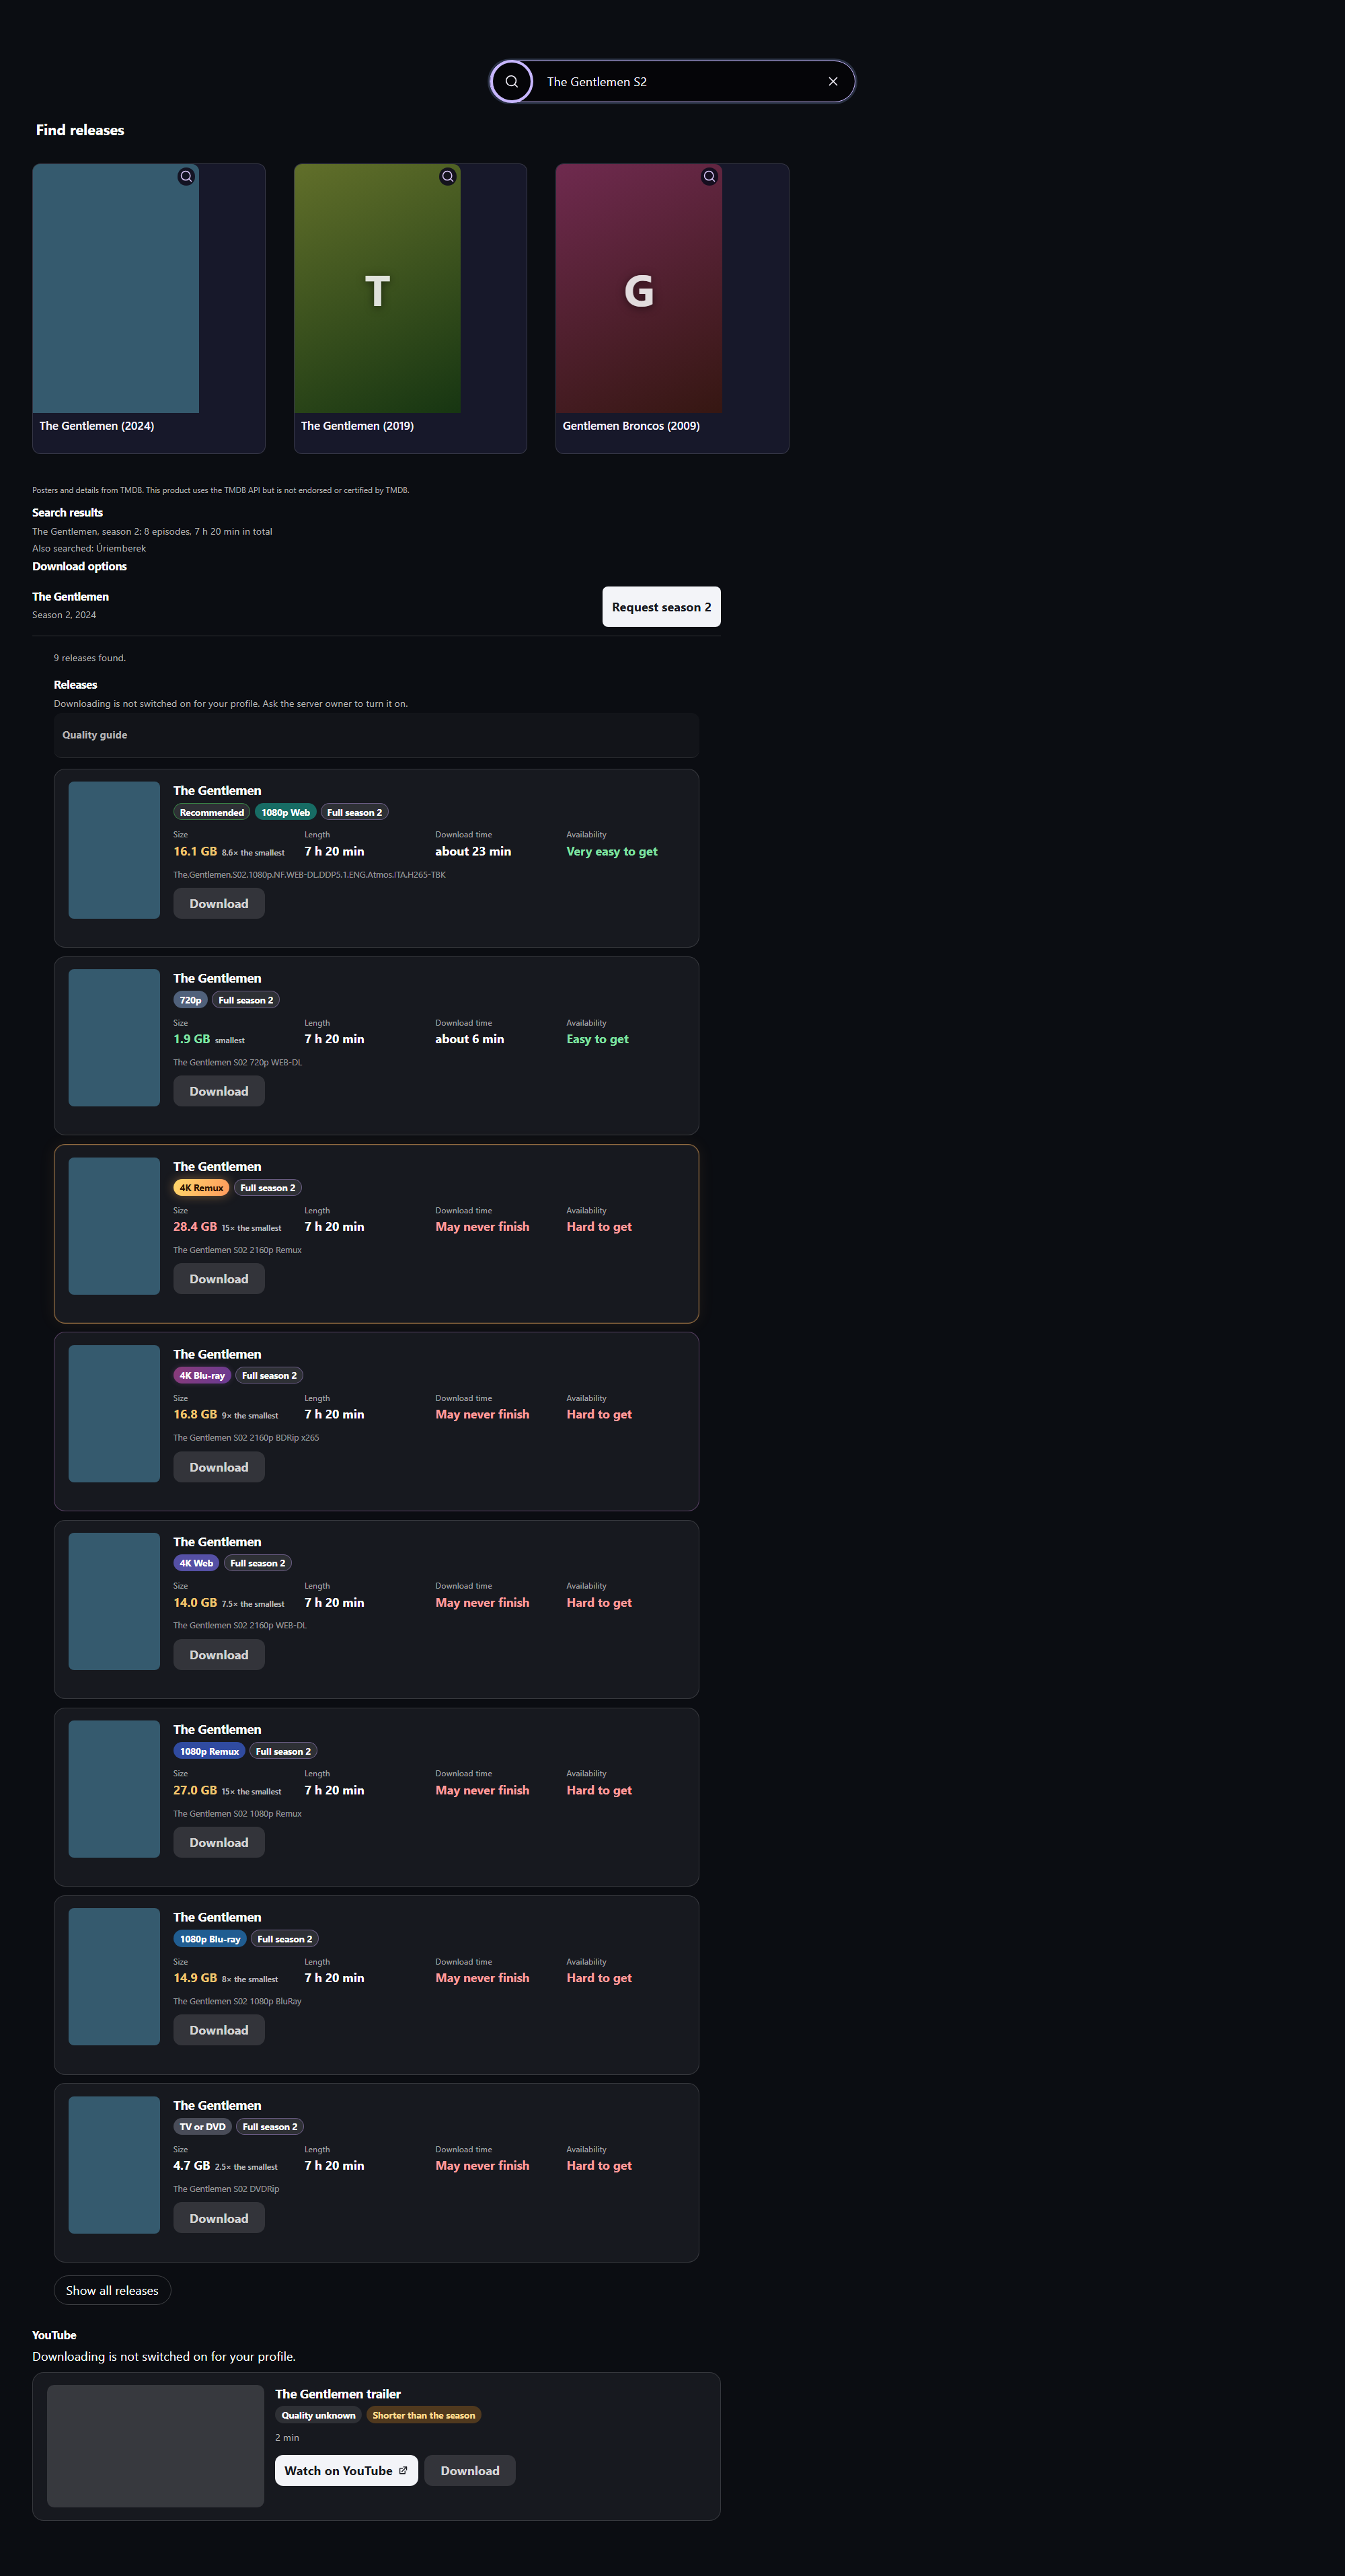 The Gentlemen S2
Find releases
T
G
The Gentlemen (2024)
The Gentlemen (2019)
Gentlemen Broncos (2009)
Posters and details from TMDB. This product uses the TMDB API but is not endorsed or certified by TMDB.
Search results
The Gentlemen, season 2: 8 episodes, 7 h 20 min in total
Also searched: Úriemberek
Download options
The Gentlemen
Season 2, 2024
Request season 2
9 releases found.
Releases
Downloading is not switched on for your profile. Ask the server owner to turn it on.
Quality guide
The Gentlemen
Recommended 1080p Web Full season 2
Size Length Download time Availability
16.1 GB 8.6× the smallest 7 h 20 min about 23 min Very easy to get
The.Gentlemen.S02.1080p.NF.WEB-DL.DDP5.1.ENG.Atmos.ITA.H265-TBK
Download
The Gentlemen
720p Full season 2
Size Length Download time Availability
1.9 GB smallest 7 h 20 min about 6 min Easy to get
The Gentlemen S02 720p WEB-DL
Download
The Gentlemen
4K Remux Full season 2
Size Length Download time Availability
28.4 GB 15× the smallest 7 h 20 min May never finish Hard to get
The Gentlemen S02 2160p Remux
Download
The Gentlemen
4K Blu-ray Full season 2
Size Length Download time Availability
16.8 GB 9× the smallest 7 h 20 min May never finish Hard to get
The Gentlemen S02 2160p BDRip x265
Download
The Gentlemen
4K Web Full season 2
Size Length Download time Availability
14.0 GB 7.5× the smallest 7 h 20 min May never finish Hard to get
The Gentlemen S02 2160p WEB-DL
Download
The Gentlemen
1080p Remux Full season 2
Size Length Download time Availability
27.0 GB 15× the smallest 7 h 20 min May never finish Hard to get
The Gentlemen S02 1080p Remux
Download
The Gentlemen
1080p Blu-ray Full season 2
Size Length Download time Availability
14.9 GB 8× the smallest 7 h 20 min May never finish Hard to get
The Gentlemen S02 1080p BluRay
Download
The Gentlemen
TV or DVD Full season 2
Size Length Download time Availability
4.7 GB 2.5× the smallest 7 h 20 min May never finish Hard to get
The Gentlemen S02 DVDRip
Download
Show all releases
YouTube
Downloading is not switched on for your profile.
The Gentlemen trailer
Quality unknown Shorter than the season
2 min
Watch on YouTube Download